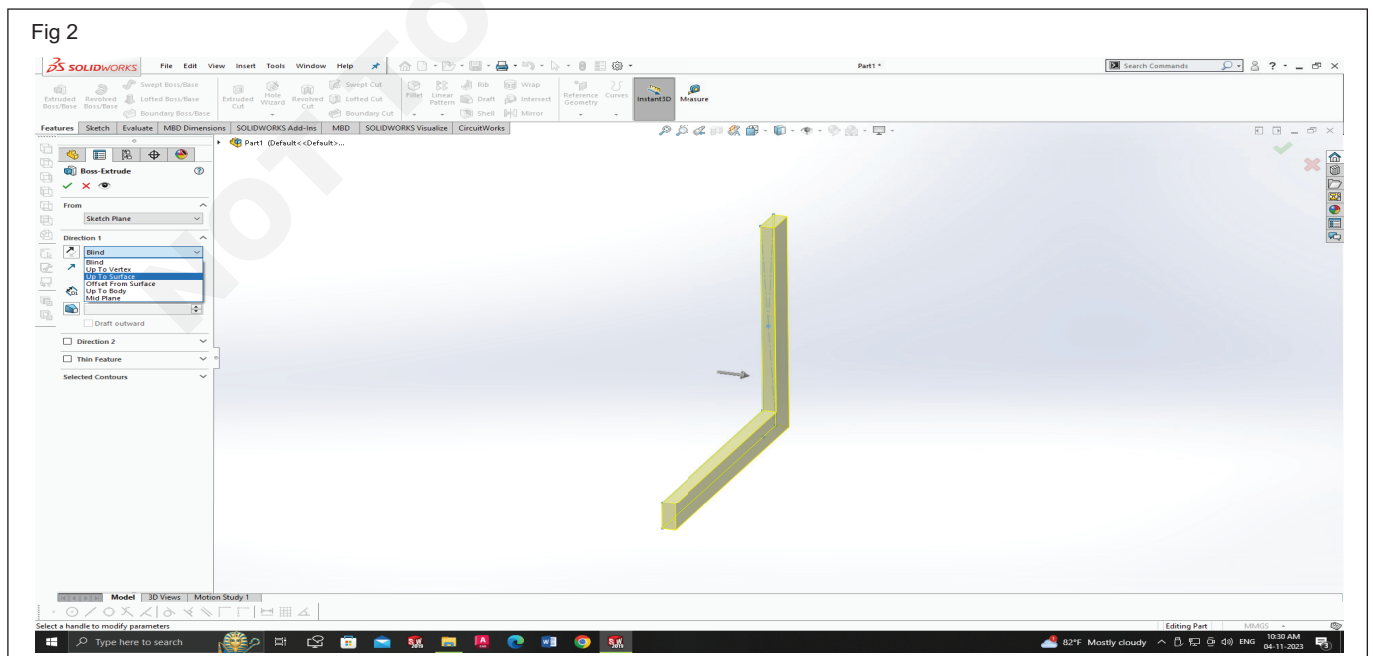 Fig 2
SOLIDWORKS File Edit View Insert Tools Window Help Part1 * Search Commands
Extruded Boss/Base
Revolved Boss/Base
Swept Boss/Base
Lofted Boss/Base
Boundary Boss/Base
Extruded Cut
Hole Wizard
Revolved Cut
Swept Cut
Lofted Cut
Boundary Cut
Fillet
Linear Pattern
Rib
Draft
Shell
Wrap
Intersect
Mirror
Reference Geometry
Curves
Instant3D
Measure
Features Sketch Evaluate MBD Dimensions SOLIDWORKS Add-Ins MBD SOLIDWORKS Visualize CircuitWorks
Part1 (Default<<Default>...
Boss-Extrude
From
Sketch Plane
Direction 1
Blind
Blind
Up To Vertex
Up To Surface
Offset From Surface
Up To Body
Mid Plane
Draft outward
Direction 2
Thin Feature
Selected Contours
NOT TO
Model 3D Views Motion Study 1
Select a handle to modify parameters Editing Part MMGS
Type here to search 82°F Mostly cloudy ENG 10:30 AM
04-11-2023